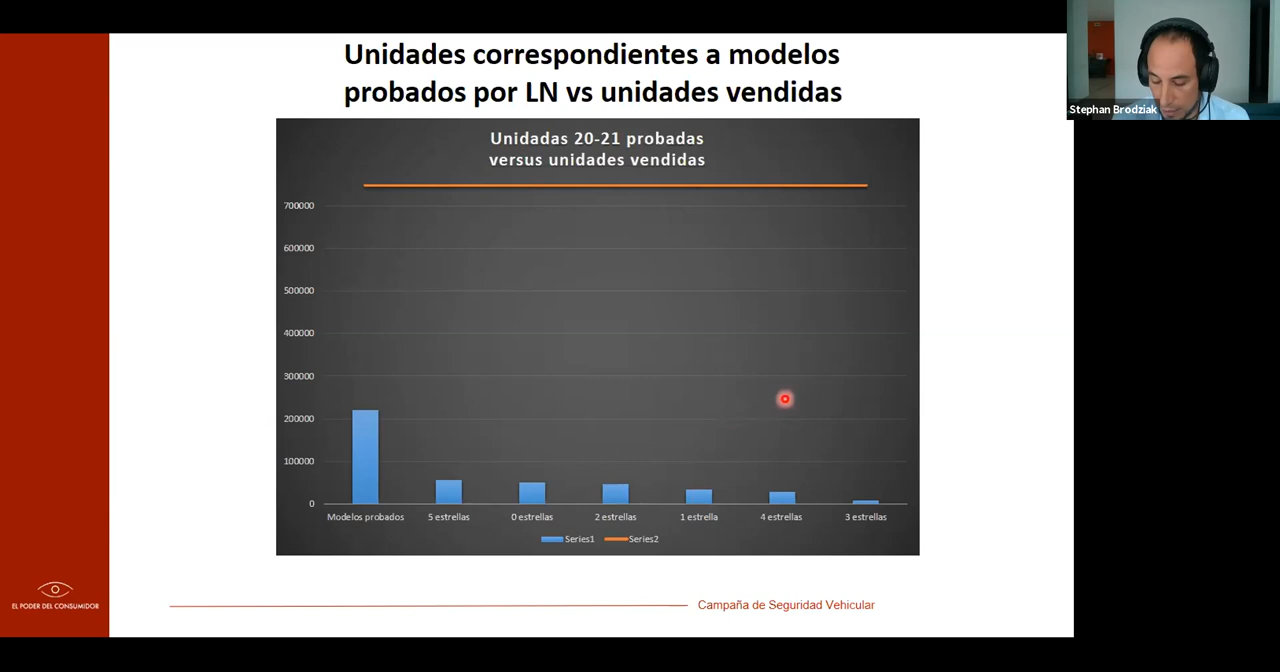 Unidades correspondientes a modelos
probados por LN vs unidades vendidas
Stephan Brodziak
Unidadas 20-21 probadas
versus unidades vendidas
700000
600000
500000
400000
300000
200000
100000
0
Modelos probados 5 estrellas 0 estrellas 2 estrellas 1 estrella 4 estrellas 3 estrellas
Series1 Series2
EL PODER DEL CONSUMIDOR
Campaña de Seguridad Vehicular